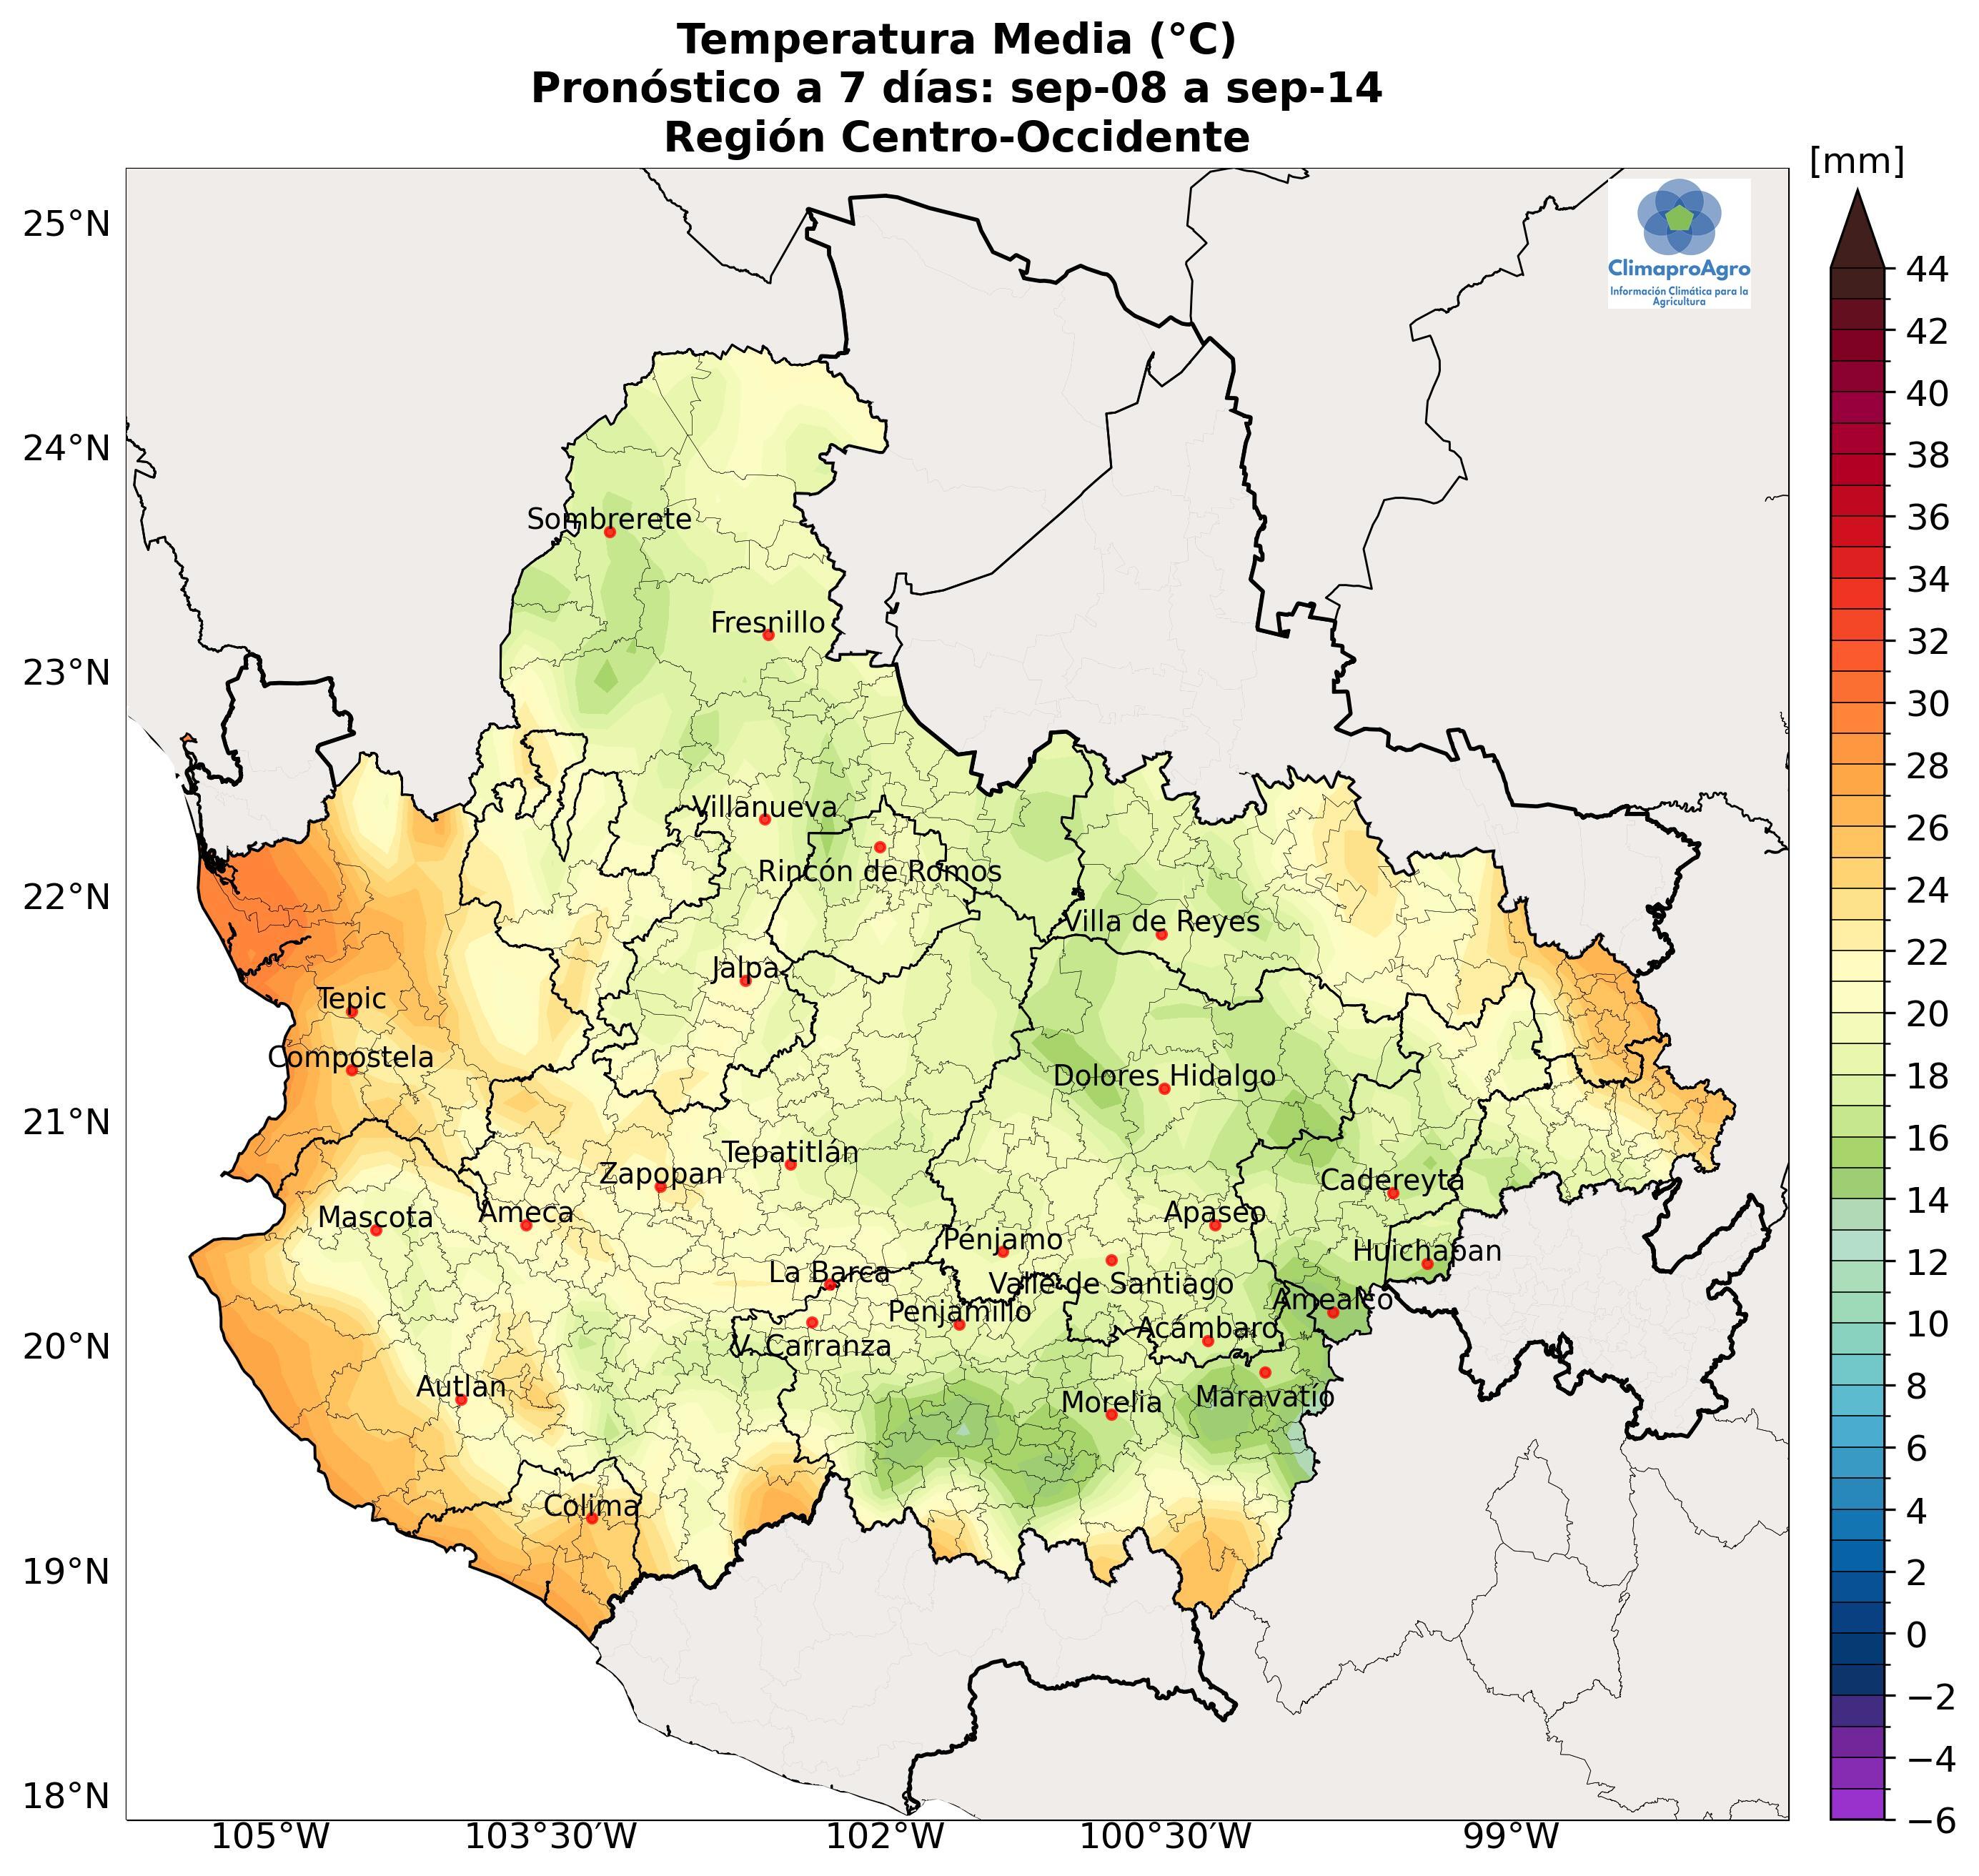 Temperatura Media (°C)
Pronóstico a 7 días: sep-08 a sep-14
Región Centro-Occidente
[mm]
ClimaproAgro
Información Climática para la
Agricultura
25°N
24°N
23°N
22°N
21°N
20°N
19°N
18°N
Sombrerete
Fresnillo
Villanueva
Rincón de Romos
Villa de Reyes
Jalpa
Tepic
Compostela
Dolores Hidalgo
Tepatitlán
Zapopan
Cadereyta
Mascota
Ameca
Apaseo
Pénjamo
Huichapan
La Barca
Valle de Santiago
Amealco
Penjamillo
Acámbaro
V. Carranza
Autlan
Morelia
Maravatío
Colima
105°W
103°30'W
102°W
100°30'W
99°W
44
42
40
38
36
34
32
30
28
26
24
22
20
18
16
14
12
10
8
6
4
2
0
−2
−4
−6